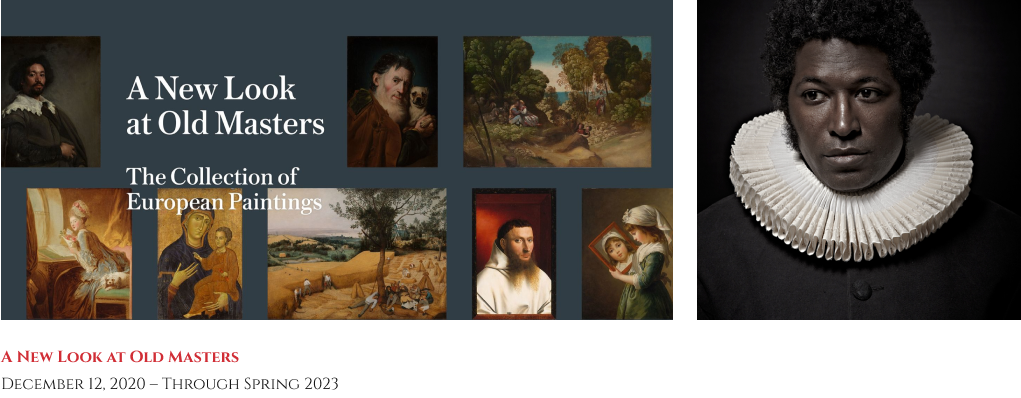 A New Look
at Old Masters
The Collection of
European Paintings
A New Look at Old Masters
December 12, 2020 – Through Spring 2023